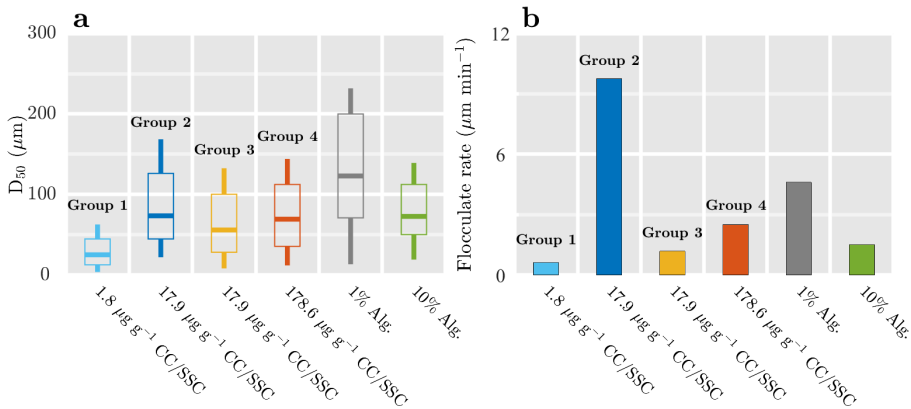 a
D₅₀ (μm)
300
200
100
0
Group 1
Group 2
Group 3
Group 4
1.8 μg g⁻¹ CC/SSC
17.9 μg g⁻¹ CC/SSC
17.9 μg g⁻¹ CC/SSC
178.6 μg g⁻¹ CC/SSC
1% Alg.
10% Alg.
b
Flocculate rate (μm min⁻¹)
12
6
0
Group 1
Group 2
Group 3
Group 4
1.8 μg g⁻¹ CC/SSC
17.9 μg g⁻¹ CC/SSC
17.9 μg g⁻¹ CC/SSC
178.6 μg g⁻¹ CC/SSC
1% Alg.
10% Alg.